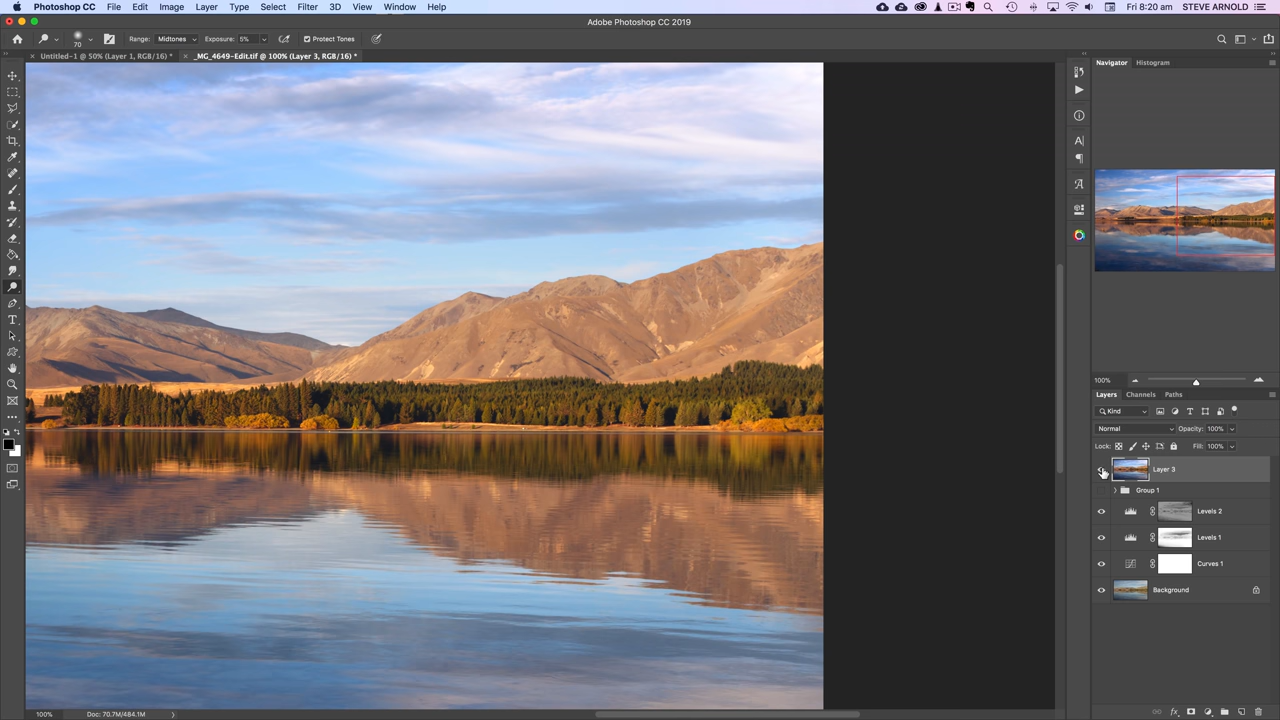 Photoshop CC File Edit Image Layer Type Select Filter 3D View Window Help Fri 8:20 am STEVE ARNOLD
Adobe Photoshop CC 2019
70 Range: Midtones Exposure: 5% Protect Tones
Untitled-1 @ 50% (Layer 1, RGB/16) * _MG_4649-Edit.tif @ 100% (Layer 3, RGB/16) *
Navigator Histogram
100%
Layers Channels Paths
Kind
Normal Opacity: 100%
Lock: Fill: 100%
Layer 3
Group 1
Levels 2
Levels 1
Curves 1
Background
100% Doc: 70.7M/484.1M